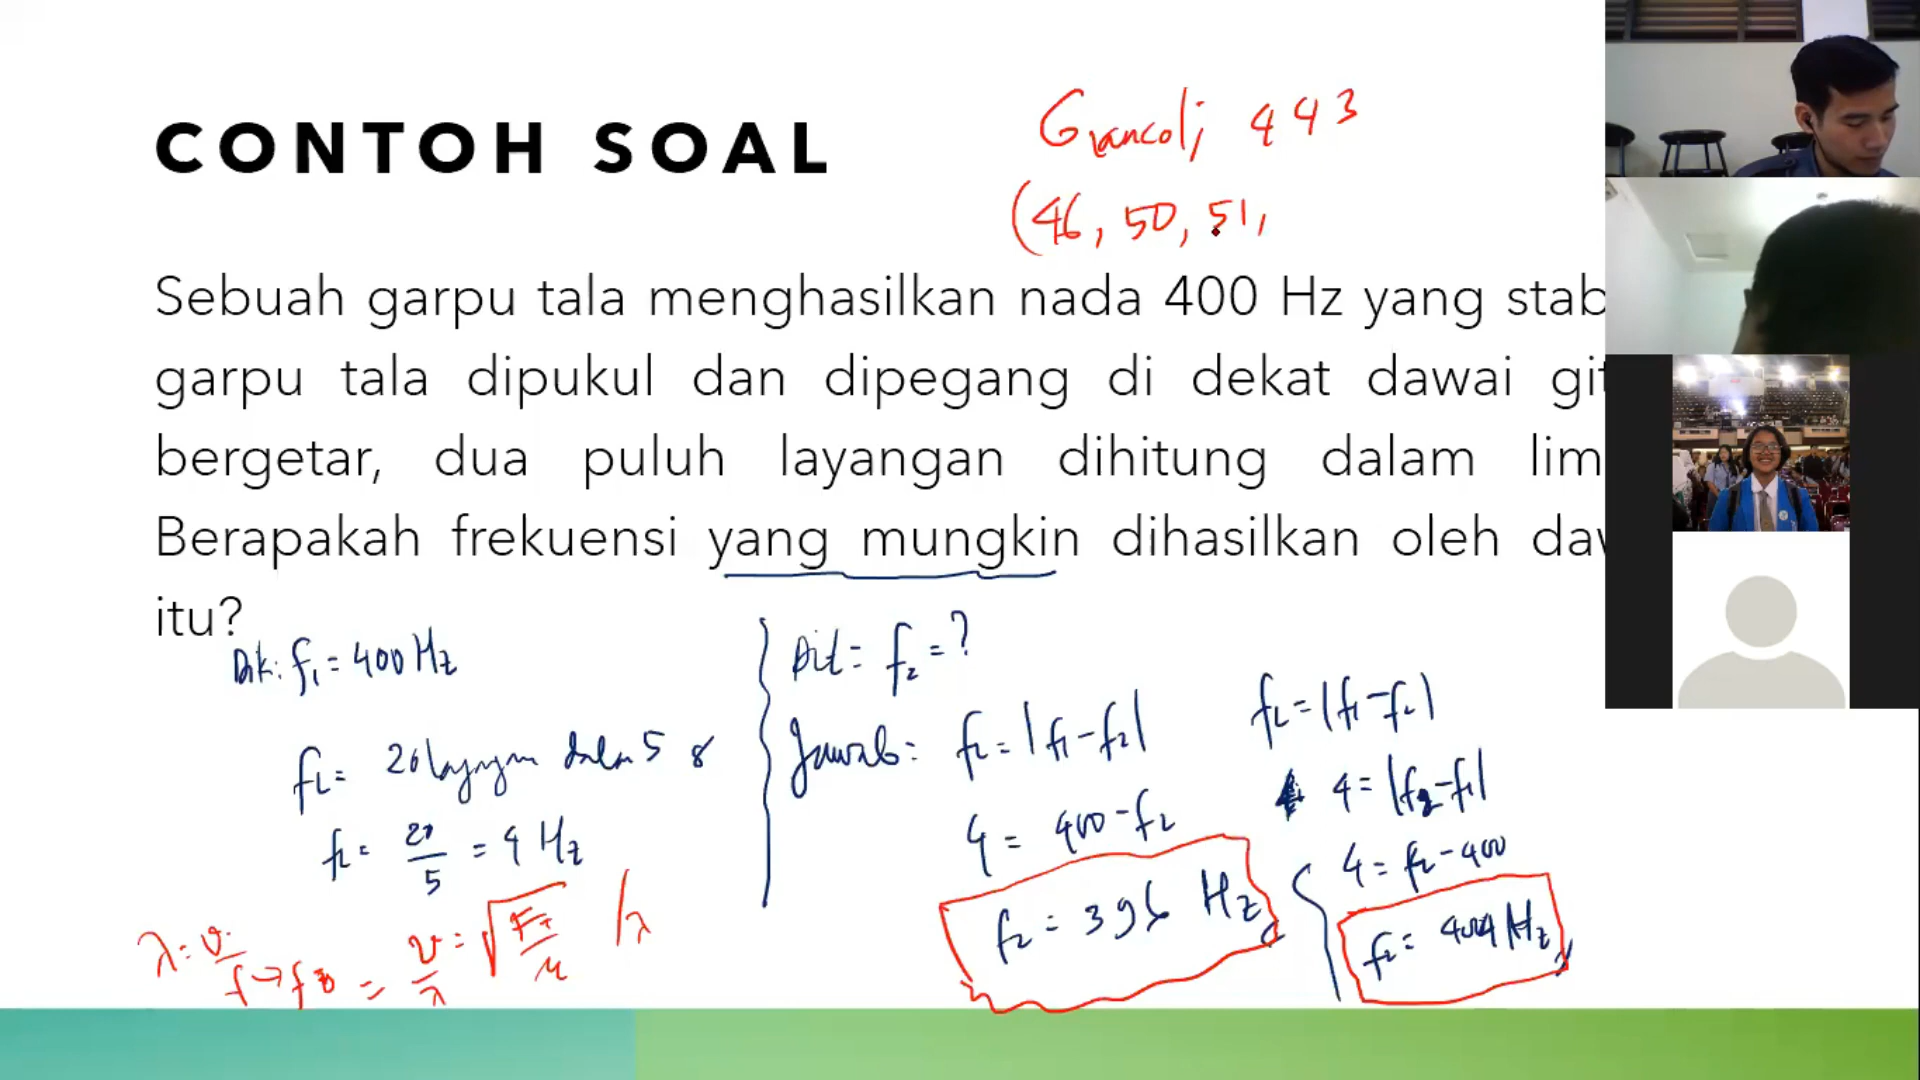 CONTOH SOAL
Giancoli, 443
(46, 50, 51,
Sebuah garpu tala menghasilkan nada 400 Hz yang stab
garpu tala dipukul dan dipegang di dekat dawai git
bergetar, dua puluh layangan dihitung dalam lim
Berapakah frekuensi yang mungkin dihasilkan oleh daw
itu?
Dik: f₁ = 400 Hz
fL = 20 layangan dalam 5 s
fL = 20/5 = 4 Hz
λ = v/f → f = v/λ
v = √FT/μ /λ
Dit = f₂ = ?
Jawab: fL = |f₁ - f₂|
4 = 400 - f₂
f₂ = 396 Hz
fL = |f₁ - f₂|
4 = |f₂ - f₁|
4 = f₂ - 400
f₂ = 404 Hz